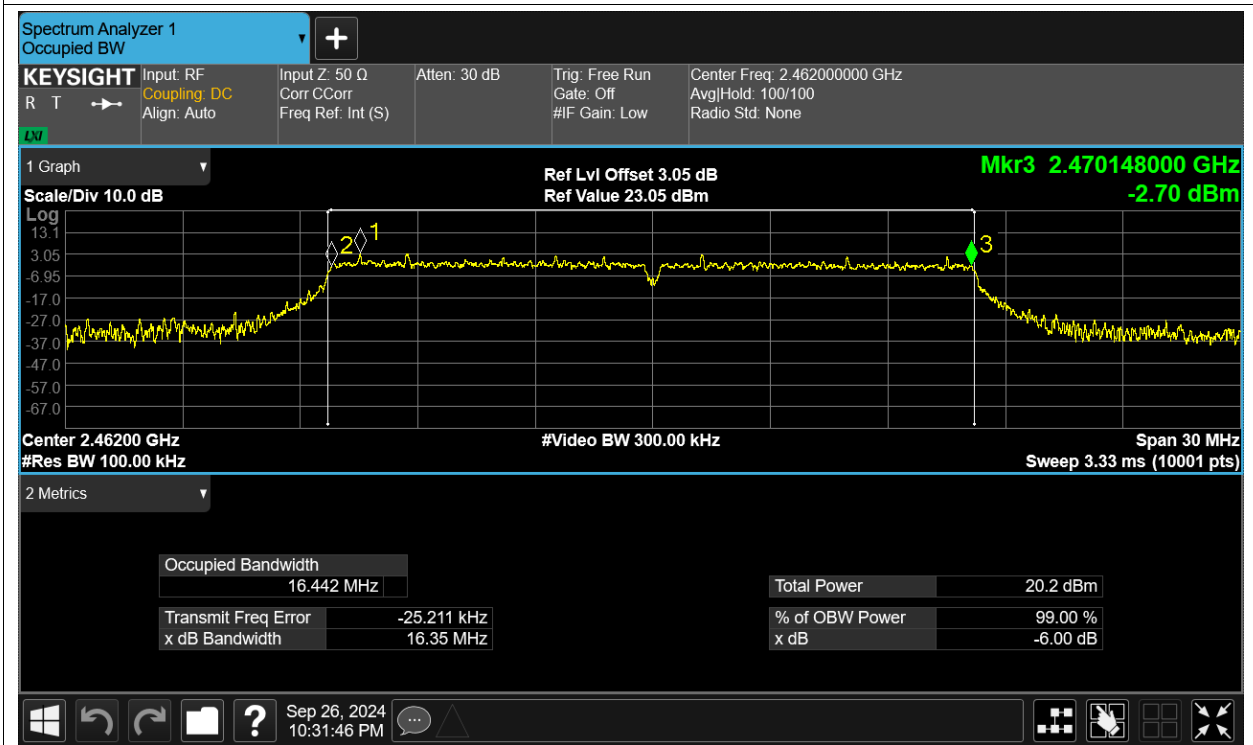 Spectrum Analyzer 1
Occupied BW
KEYSIGHT
R T
LXI
Input: RF
Coupling: DC
Align: Auto
Input Z: 50 Ω
Corr CCorr
Freq Ref: Int (S)
Atten: 30 dB
Trig: Free Run
Gate: Off
#IF Gain: Low
Center Freq: 2.462000000 GHz
Avg|Hold: 100/100
Radio Std: None
1 Graph
Scale/Div 10.0 dB
Ref Lvl Offset 3.05 dB
Ref Value 23.05 dBm
Mkr3 2.470148000 GHz
-2.70 dBm
Log
13.1
3.05
-6.95
-17.0
-27.0
-37.0
-47.0
-57.0
-67.0
2
1
3
Center 2.46200 GHz
#Res BW 100.00 kHz
#Video BW 300.00 kHz
Span 30 MHz
Sweep 3.33 ms (10001 pts)
2 Metrics
Occupied Bandwidth
16.442 MHz
Transmit Freq Error -25.211 kHz
x dB Bandwidth 16.35 MHz
Total Power 20.2 dBm
% of OBW Power 99.00 %
x dB -6.00 dB
?
Sep 26, 2024
10:31:46 PM